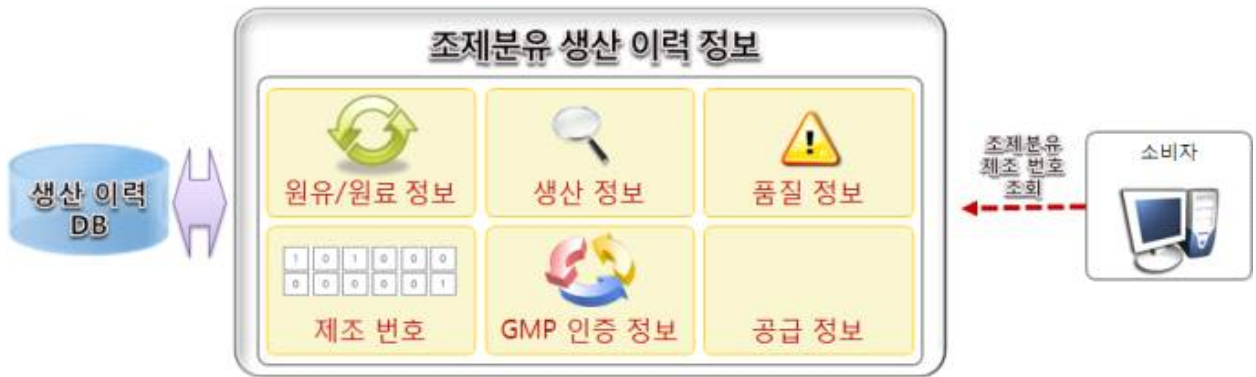 조제분유 생산 이력 정보
생산 이력
DB
원유/원료 정보
생산 정보
품질 정보
1 0 1 0 0 0
0 0 0 0 0 1
제조 번호
GMP 인증 정보
공급 정보
조제분유
제조 번호
조회
소비자